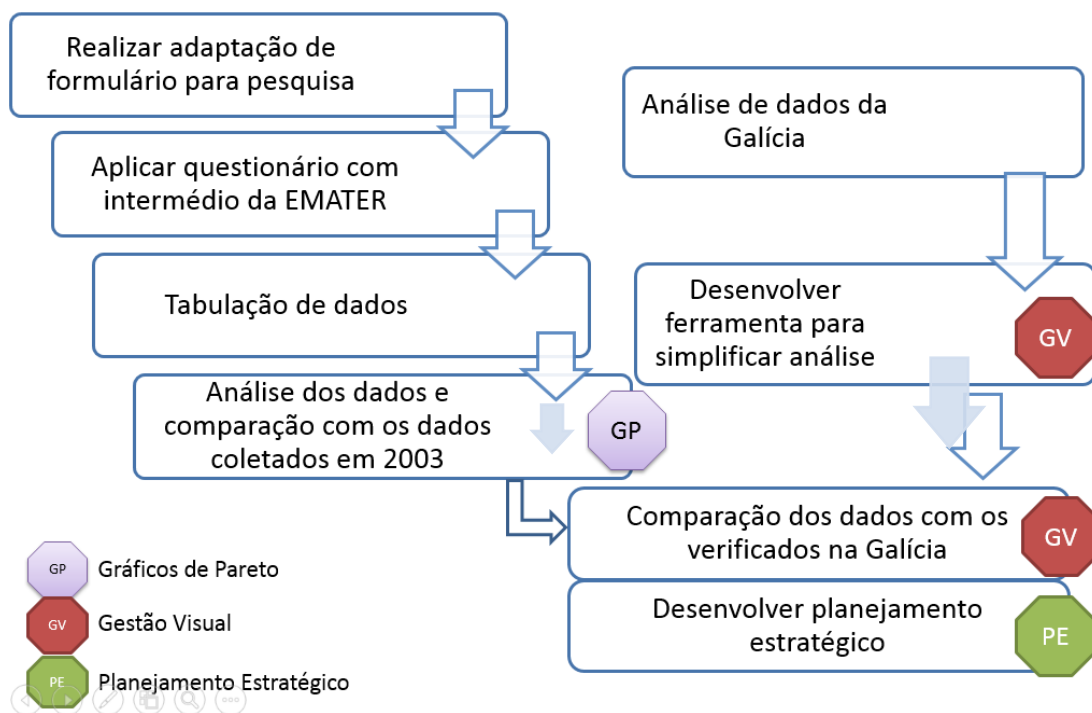 Realizar adaptação de
formulário para pesquisa
Aplicar questionário com
intermédio da EMATER
Tabulação de dados
Análise dos dados e
comparação com os dados
coletados em 2003
GP
Análise de dados da
Galícia
Desenvolver
ferramenta para
simplificar análise
GV
Comparação dos dados com os
verificados na Galícia
GV
Desenvolver planejamento
estratégico
PE
GP Gráficos de Pareto
GV Gestão Visual
PE Planejamento Estratégico